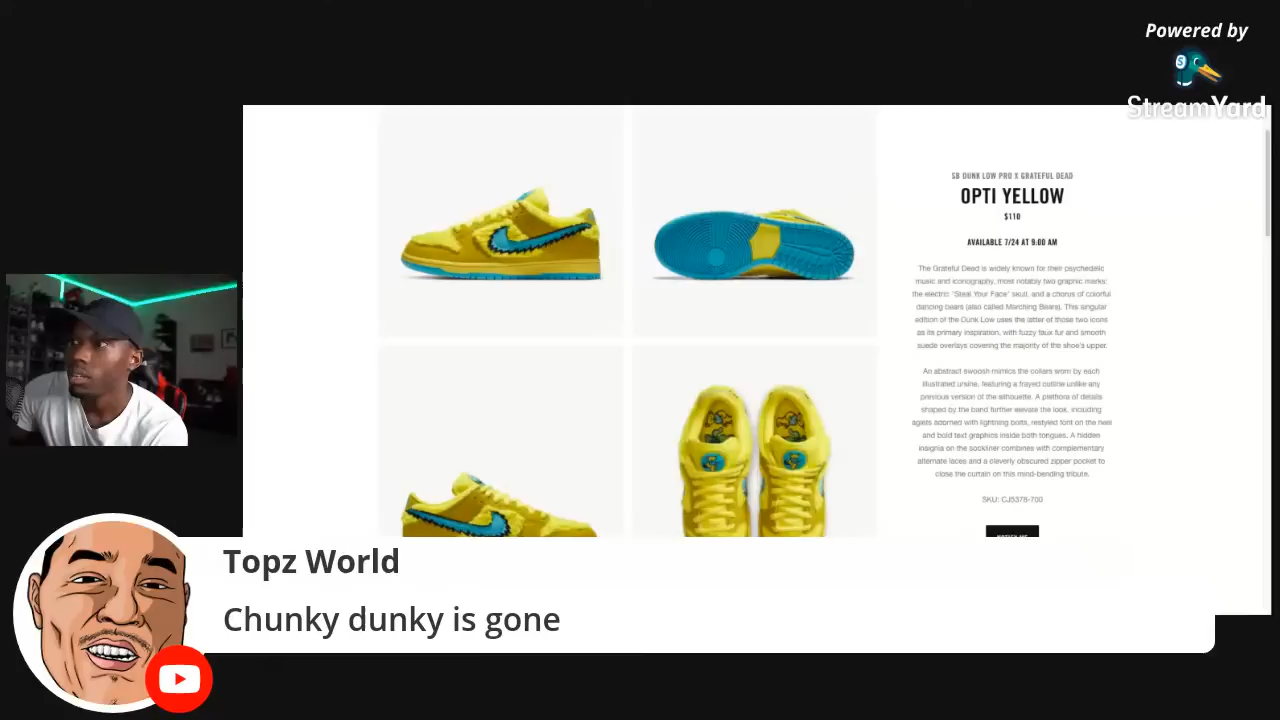 Powered by
StreamYard
SB DUNK LOW PRO X GRATEFUL DEAD
OPTI YELLOW
$110
AVAILABLE 7/24 AT 9:00 AM
The Grateful Dead is widely known for their psychedelic
music and iconography, most notably two graphic marks:
the electric "Steal Your Face" skull, and a chorus of colorful
dancing bears (also called Marching Bears). This singular
edition of the Dunk Low uses the latter of those two icons
as its primary inspiration, with fuzzy faux fur and smooth
suede overlays covering the majority of the shoe's upper.
An abstract swoosh mimics the collars worn by each
illustrated ursine, featuring a frayed outline unlike any
previous version of the silhouette. A plethora of details
shaped by the band further elevate the look, including
aglets adorned with lightning bolts, restyled font on the heel
and bold text graphics inside both tongues. A hidden
insignia on the sockliner combines with complementary
alternate laces and a cleverly obscured zipper pocket to
close the curtain on this mind-bending tribute.
SKU: CJ5378-700
Topz World
Chunky dunky is gone